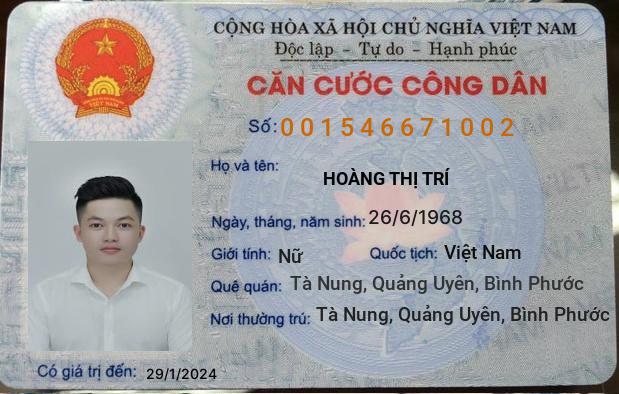 CỘNG HÒA XÃ HỘI CHỦ NGHĨA VIỆT NAM
Độc lập - Tự do - Hạnh phúc
CĂN CƯỚC CÔNG DÂN
Số: 001546671002
Họ và tên:
HOÀNG THỊ TRÍ
Ngày, tháng, năm sinh: 26/6/1968
Giới tính: Nữ Quốc tịch: Việt Nam
Quê quán: Tà Nung, Quảng Uyên, Bình Phước
Nơi thường trú: Tà Nung, Quảng Uyên, Bình Phước
Có giá trị đến: 29/1/2024
VIỆT NAM